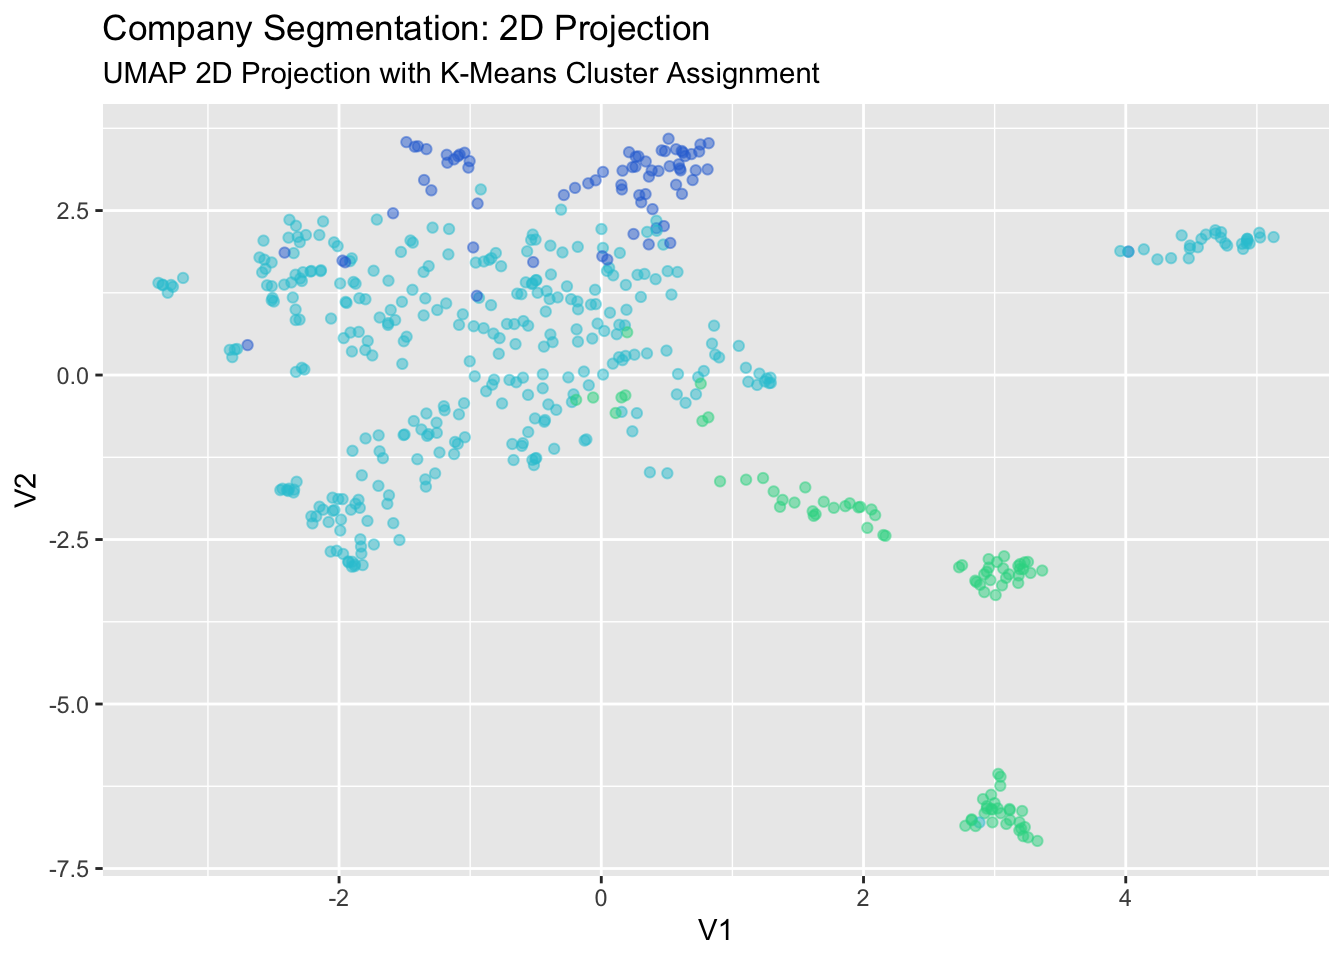 Company Segmentation: 2D Projection
UMAP 2D Projection with K-Means Cluster Assignment
2.5
0.0
-2.5
-5.0
-7.5
V2
-2
0
2
4
V1